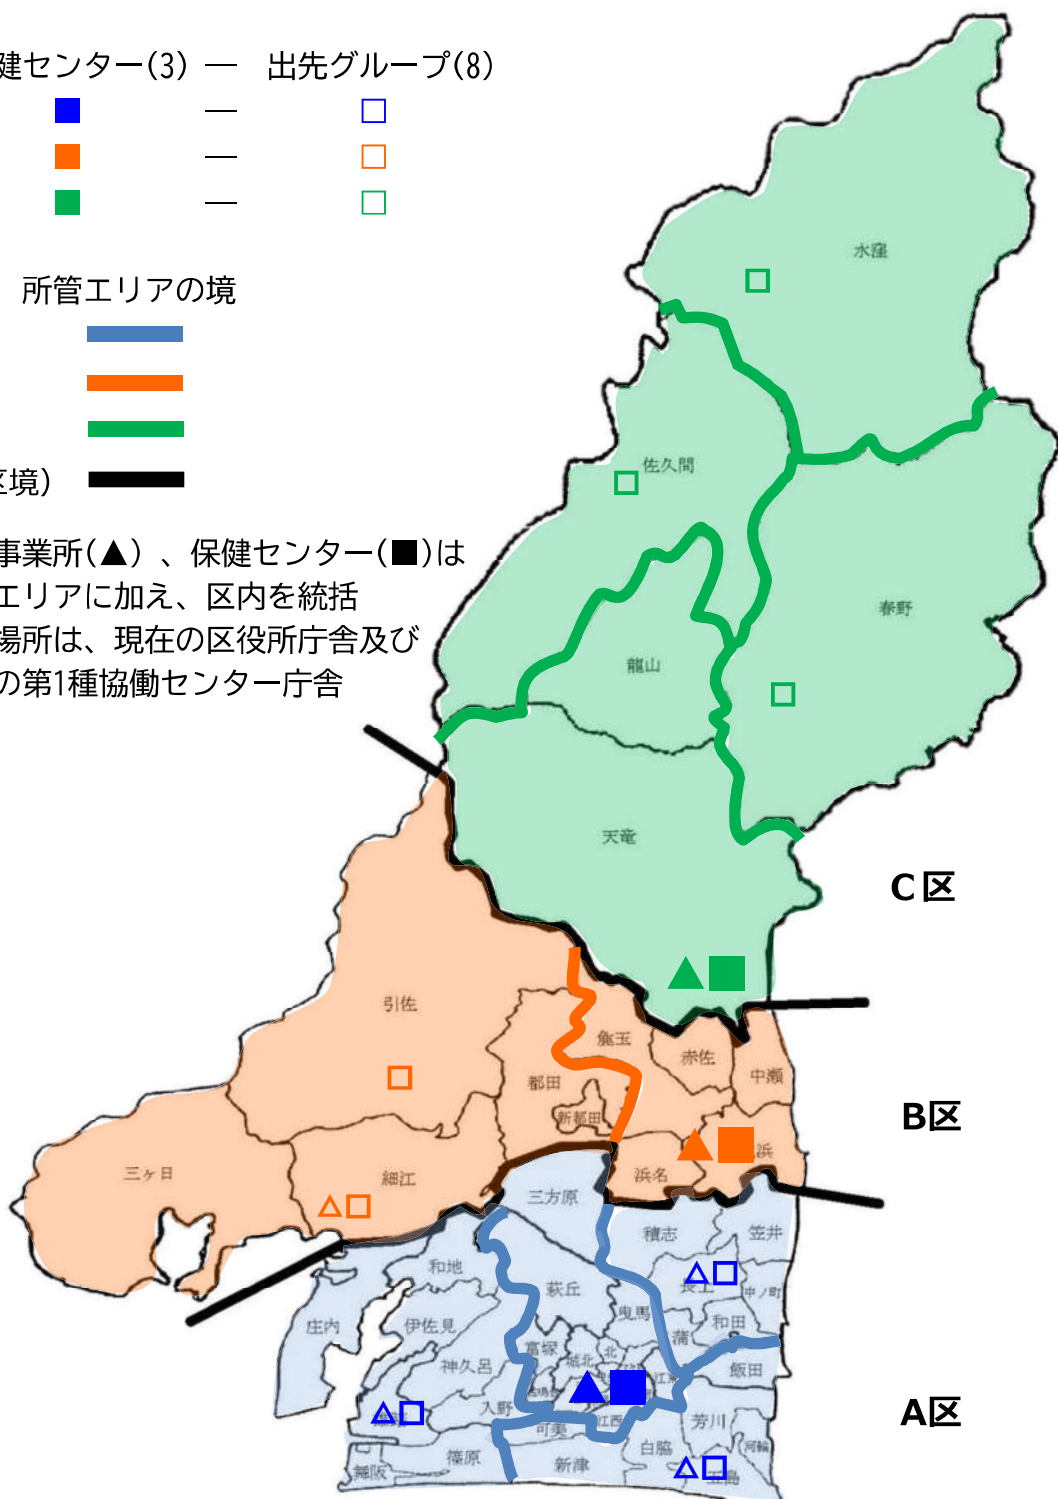 健センター(3) ― 出先グループ(8)
所管エリアの境
区境)
事業所(▲)、保健センター(■)は
エリアに加え、区内を統括
場所は、現在の区役所庁舎及び
の第1種協働センター庁舎
水窪
佐久間
春野
龍山
天竜
C区
引佐
麁玉
赤佐
中瀬
都田
新都田
B区
三ヶ日
細江
浜名
浜
三方原
積志
笠井
和地
萩丘
長上
中ノ町
庄内
伊佐見
曳馬
蒲
和田
神久呂
富塚
城北
北
飯田
江東
入野
江西
芳川
A区
可美
白脇
河輪
篠原
新津
舞阪
五島